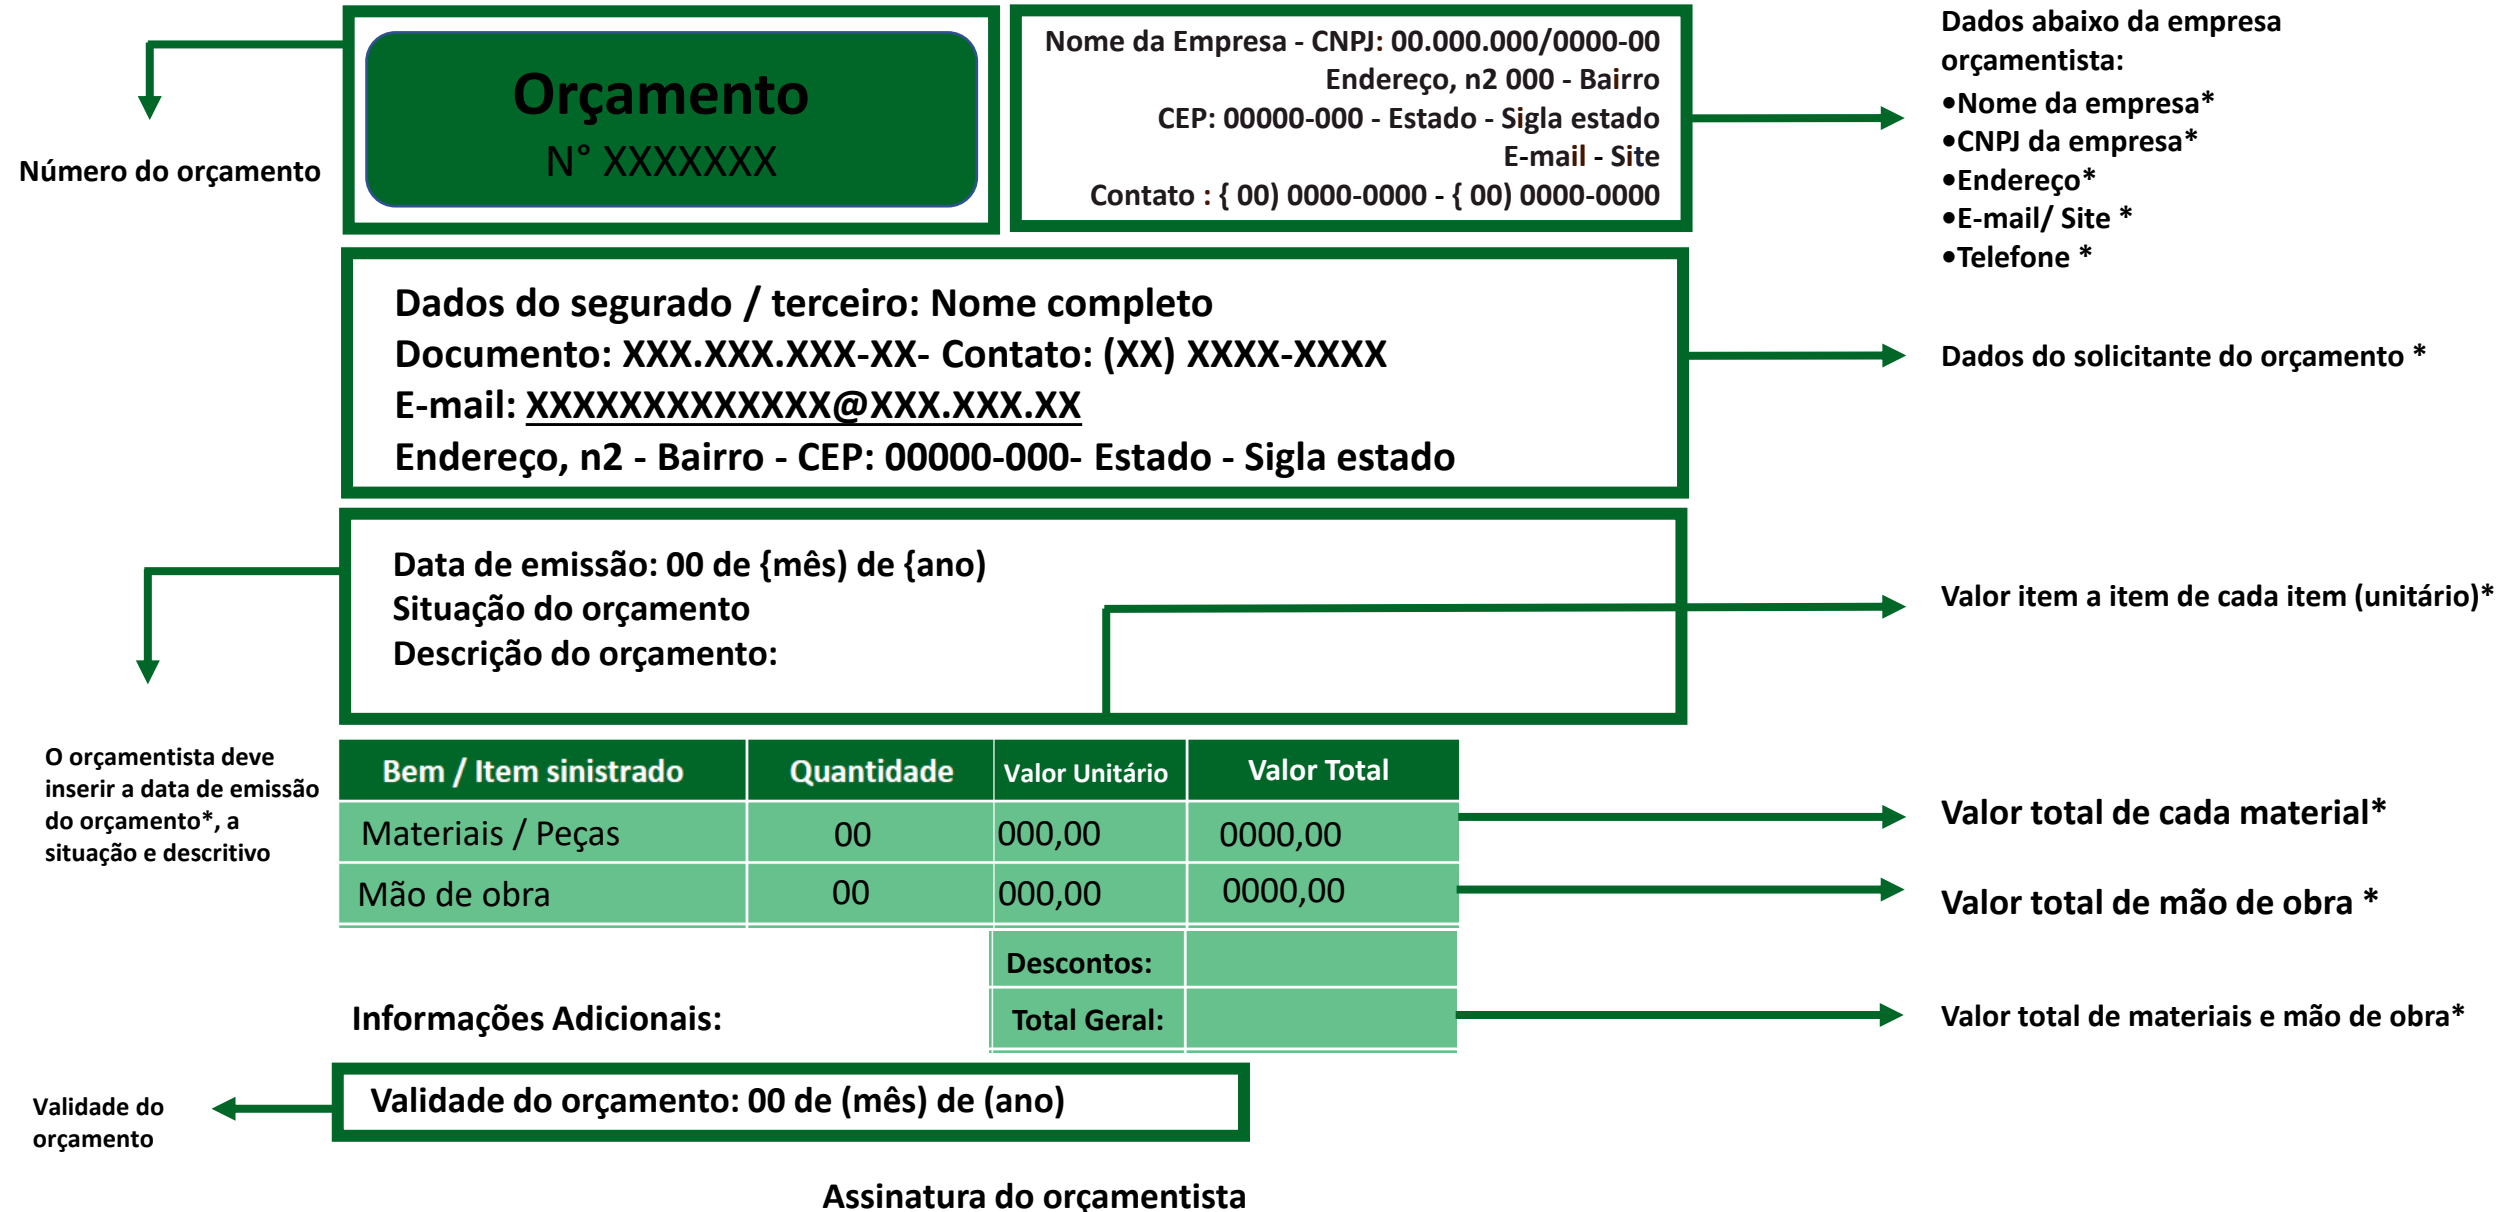 Número do orçamento
Orçamento
N° XXXXXXX
Nome da Empresa - CNPJ: 00.000.000/0000-00
Endereço, n2 000 - Bairro
CEP: 00000-000 - Estado - Sigla estado
E-mail - Site
Contato : { 00) 0000-0000 - { 00) 0000-0000
Dados abaixo da empresa
orçamentista:
•Nome da empresa*
•CNPJ da empresa*
•Endereço*
•E-mail/ Site *
•Telefone *
Dados do segurado / terceiro: Nome completo
Documento: XXX.XXX.XXX-XX- Contato: (XX) XXXX-XXXX
E-mail: XXXXXXXXXXXXX@XXX.XXX.XX
Endereço, n2 - Bairro - CEP: 00000-000- Estado - Sigla estado
Dados do solicitante do orçamento *
Data de emissão: 00 de {mês) de {ano)
Situação do orçamento
Descrição do orçamento:
Valor item a item de cada item (unitário)*
O orçamentista deve
inserir a data de emissão
do orçamento*, a
situação e descritivo
Bem / Item sinistrado Quantidade Valor Unitário Valor Total
Materiais / Peças 00 000,00 0000,00
Mão de obra 00 000,00 0000,00
Descontos:
Total Geral:
Valor total de cada material*
Valor total de mão de obra *
Valor total de materiais e mão de obra*
Informações Adicionais:
Validade do orçamento: 00 de (mês) de (ano)
Validade do
orçamento
Assinatura do orçamentista